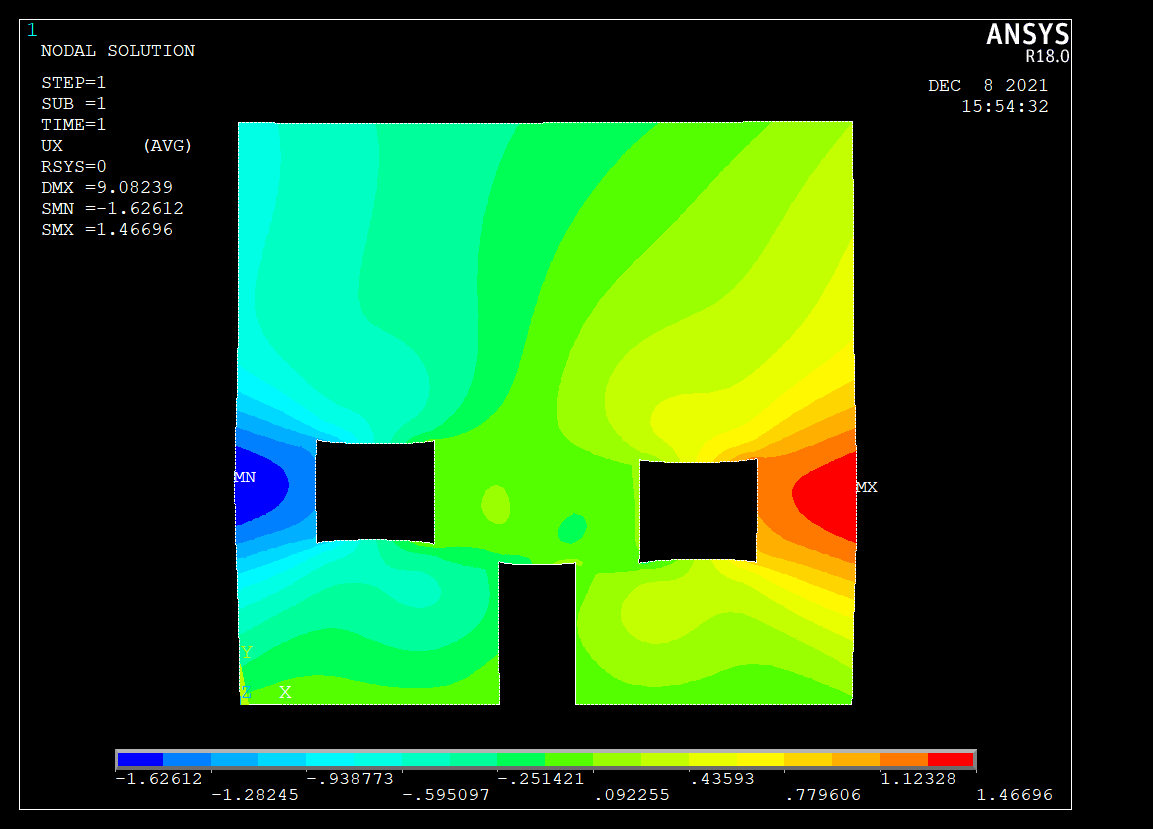 1
NODAL SOLUTION
STEP=1
SUB =1
TIME=1
UX (AVG)
RSYS=0
DMX =9.08239
SMN =-1.62612
SMX =1.46696
ANSYS
R18.0
DEC 8 2021
15:54:32
MN
MX
Y
Z X
-1.62612 -.938773 -.251421 .43593 1.12328
-1.28245 -.595097 .092255 .779606 1.46696